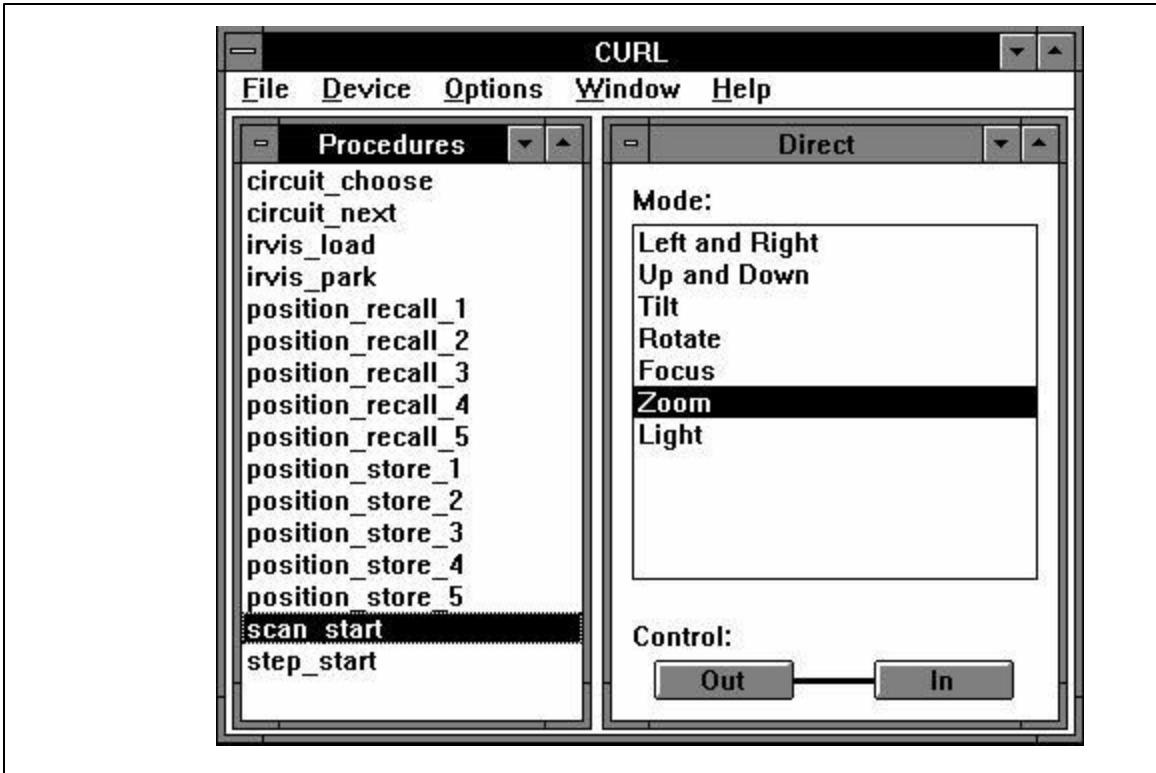 CURL
File Device Options Window Help
Procedures
circuit_choose
circuit_next
irvis_load
irvis_park
position_recall_1
position_recall_2
position_recall_3
position_recall_4
position_recall_5
position_store_1
position_store_2
position_store_3
position_store_4
position_store_5
scan_start
step_start
Direct
Mode:
Left and Right
Up and Down
Tilt
Rotate
Focus
Zoom
Light
Control:
Out In